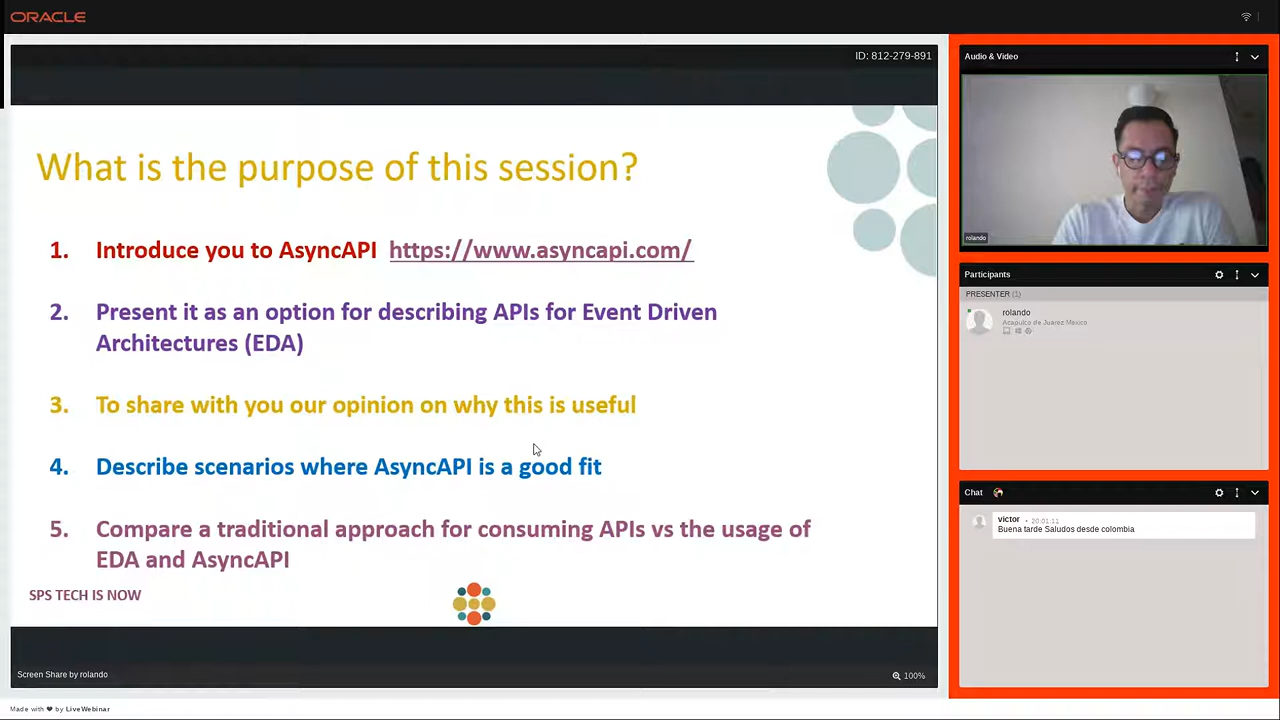 ORACLE
ID: 812-279-891
What is the purpose of this session?
1. Introduce you to AsyncAPI https://www.asyncapi.com/
2. Present it as an option for describing APIs for Event Driven
Architectures (EDA)
3. To share with you our opinion on why this is useful
4. Describe scenarios where AsyncAPI is a good fit
5. Compare a traditional approach for consuming APIs vs the usage of
EDA and AsyncAPI
SPS TECH IS NOW
Screen Share by rolando
100%
Made with ❤ by LiveWebinar
Audio & Video
rolando
Participants
PRESENTER (1)
rolando
Acapulco de Juarez Mexico
Chat
victor • 20:01:11
Buena tarde Saludos desde colombia